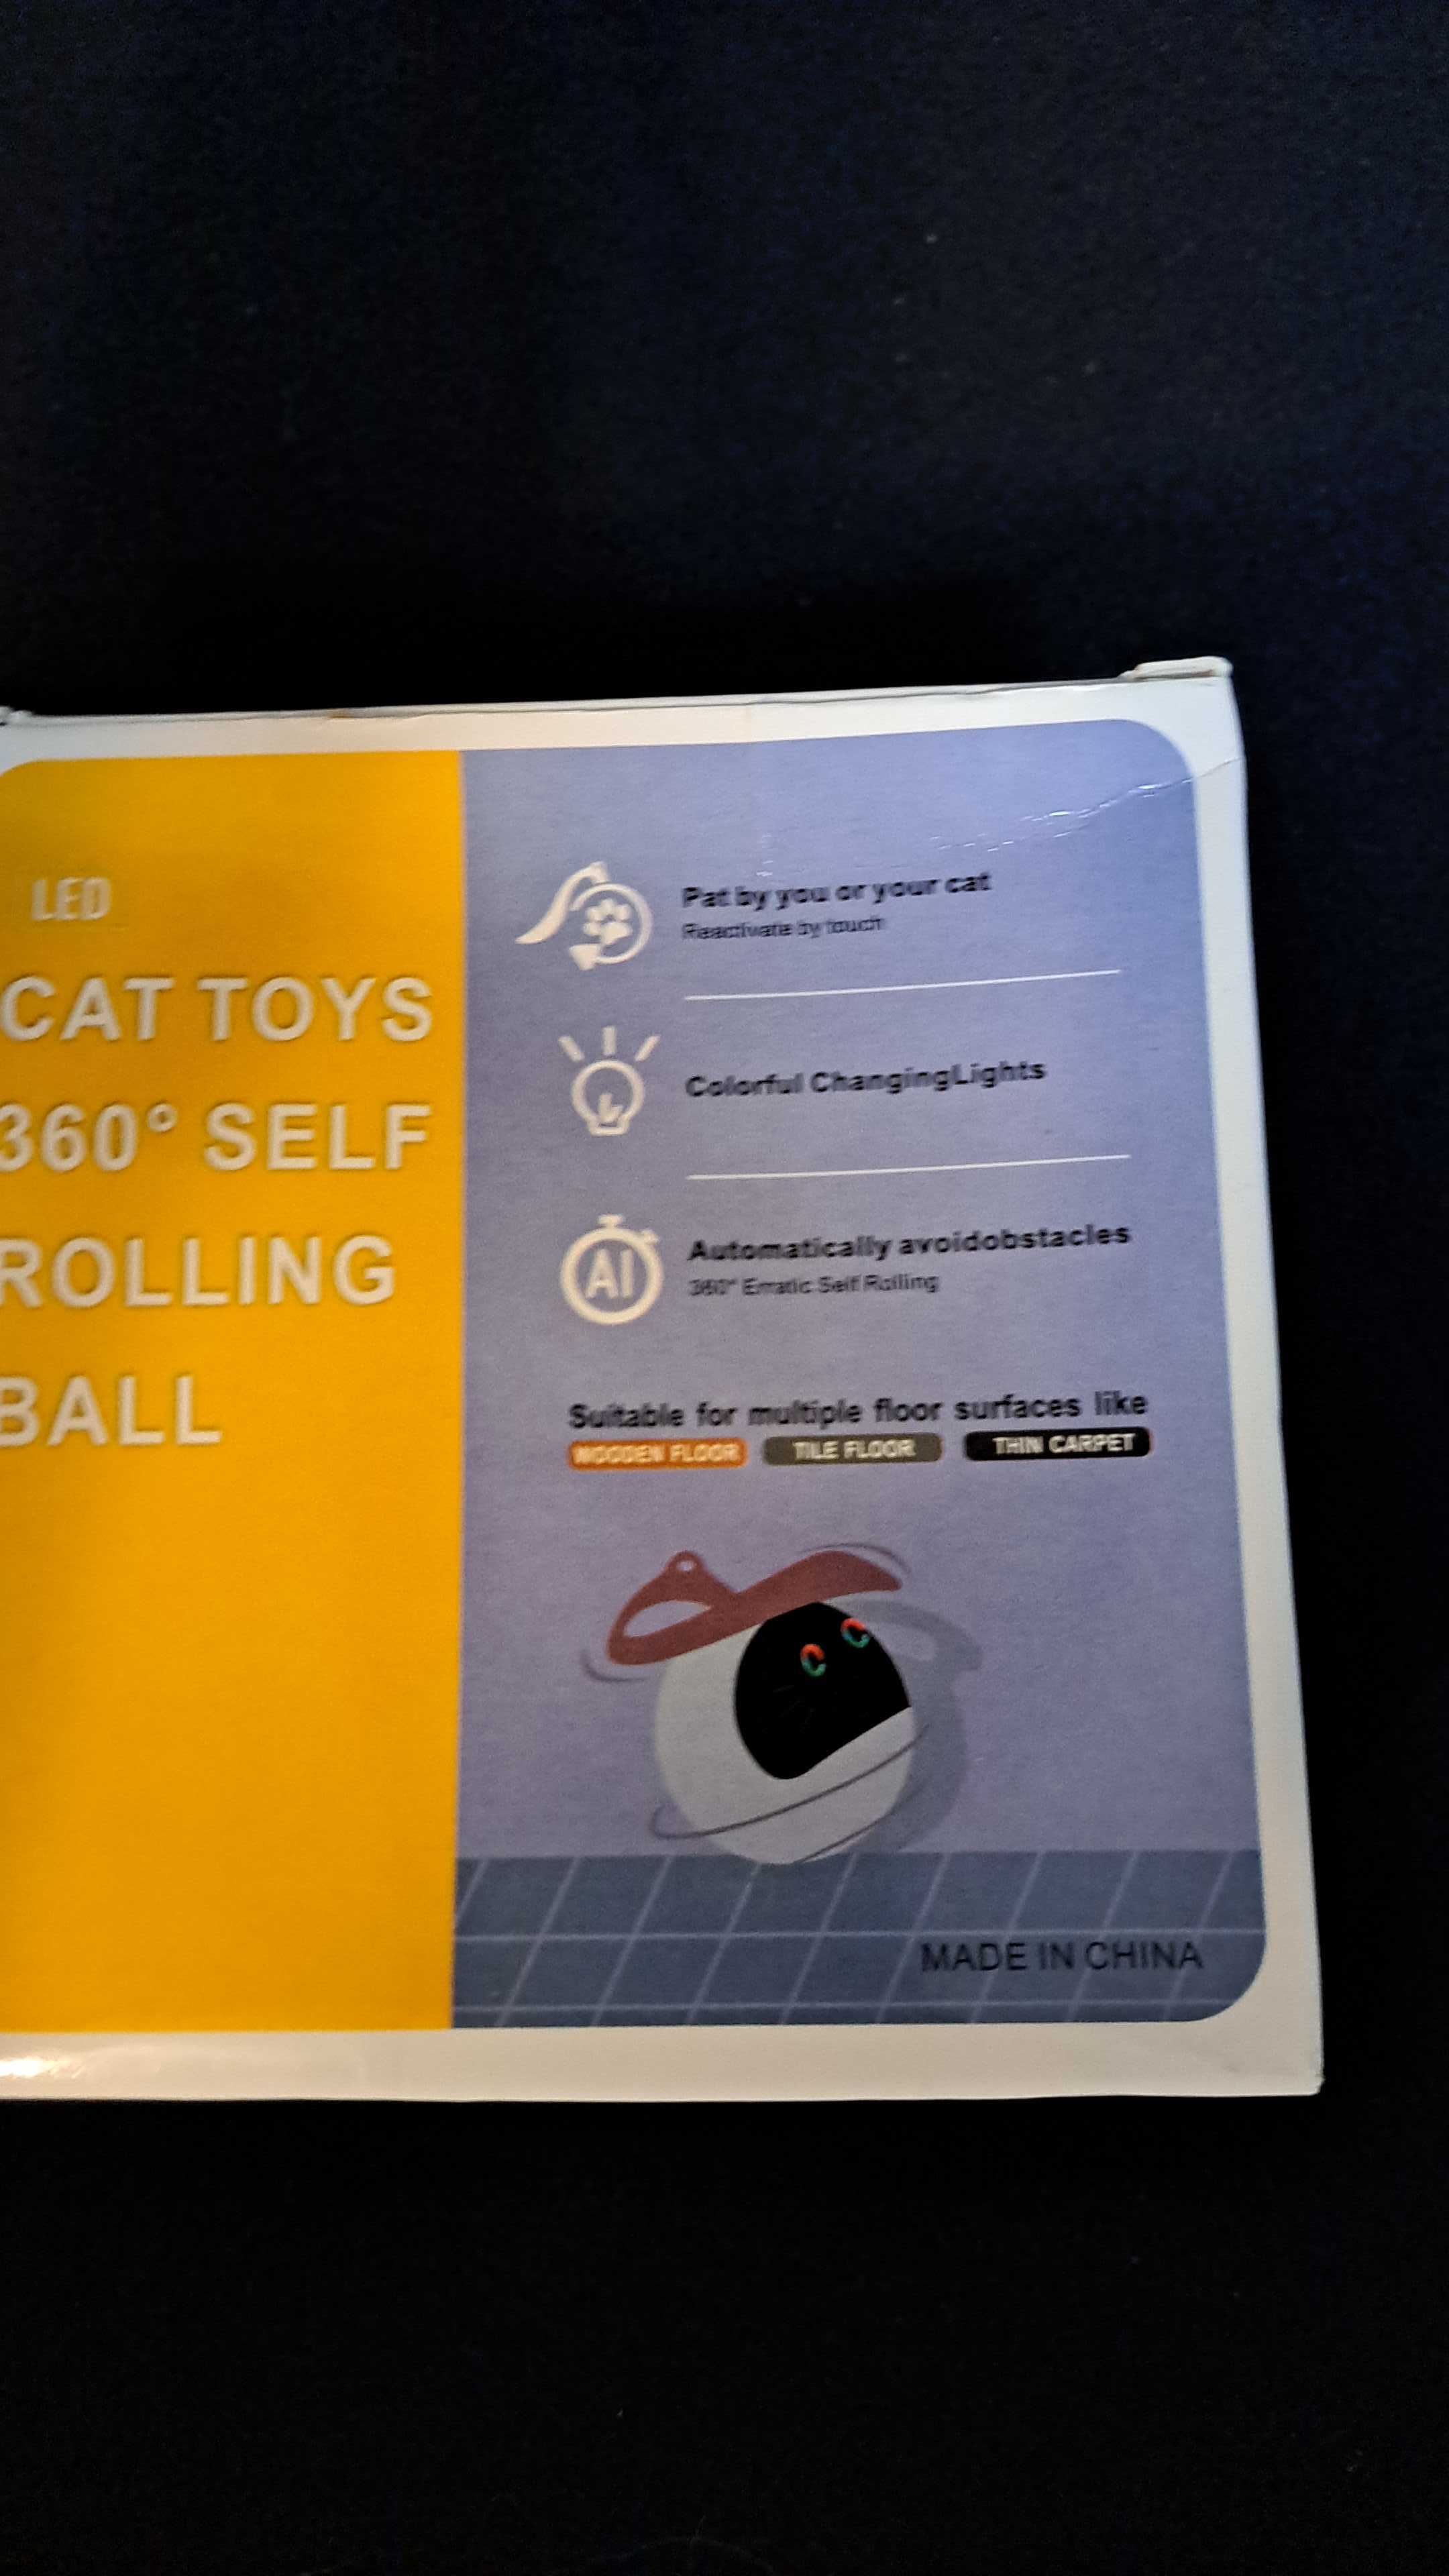 LED
CAT TOYS
360° SELF
ROLLING
BALL
Pat by you or your cat
Reactivate by touch
Colorful ChangingLights
AI
Automatically avoidobstacles
360° Erratic Self Rolling
Suitable for multiple floor surfaces like
WOODEN FLOOR TILE FLOOR THIN CARPET
MADE IN CHINA